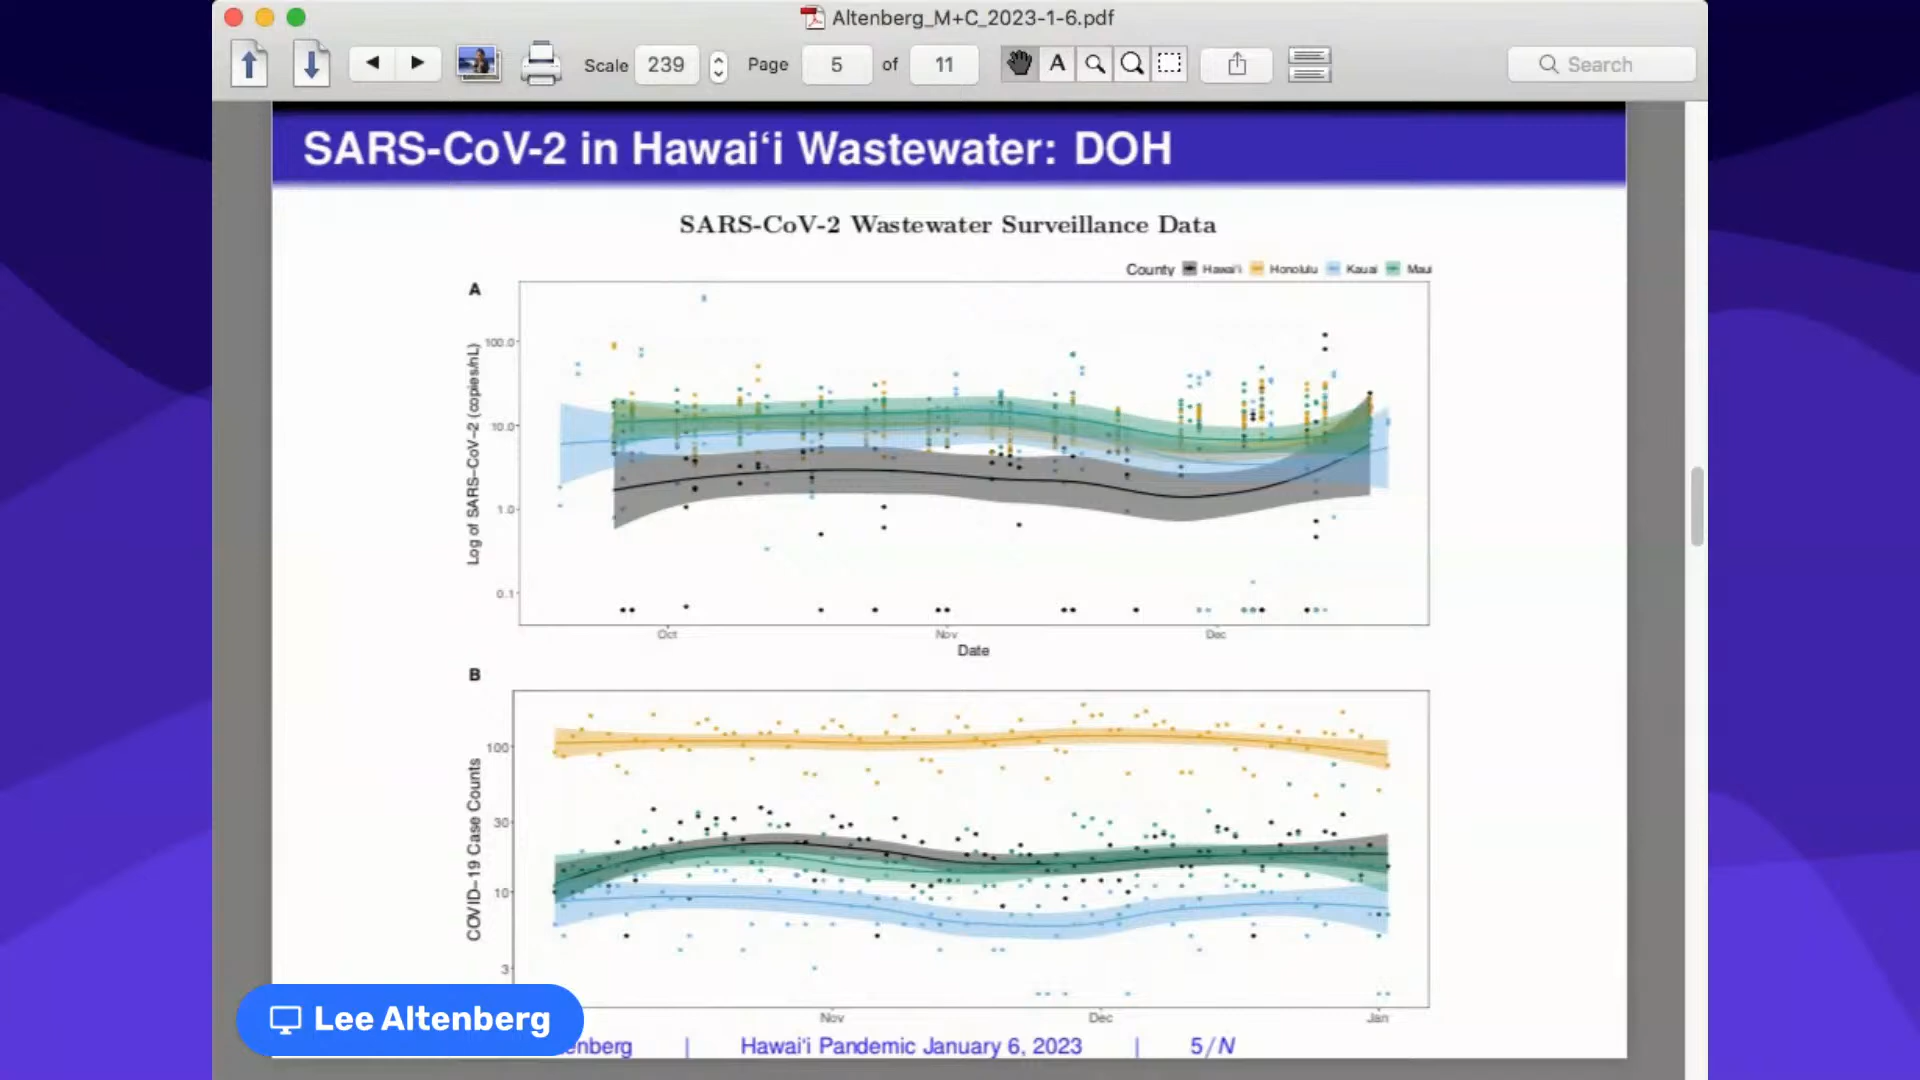 Altenberg_M+C_2023-1-6.pdf
Scale 239 Page 5 of 11 A Search
SARS-CoV-2 in Hawaiʻi Wastewater: DOH
SARS-CoV-2 Wastewater Surveillance Data
County Hawaiʻi Honolulu Kauai Maui
A
Log of SARS-CoV-2 (copies/nL)
100.0
10.0
1.0
0.1
Oct Nov Dec
Date
B
COVID-19 Case Counts
100
30
10
3
Nov Dec Jan
Lee Altenberg
enberg | Hawaiʻi Pandemic January 6, 2023 | 5/N